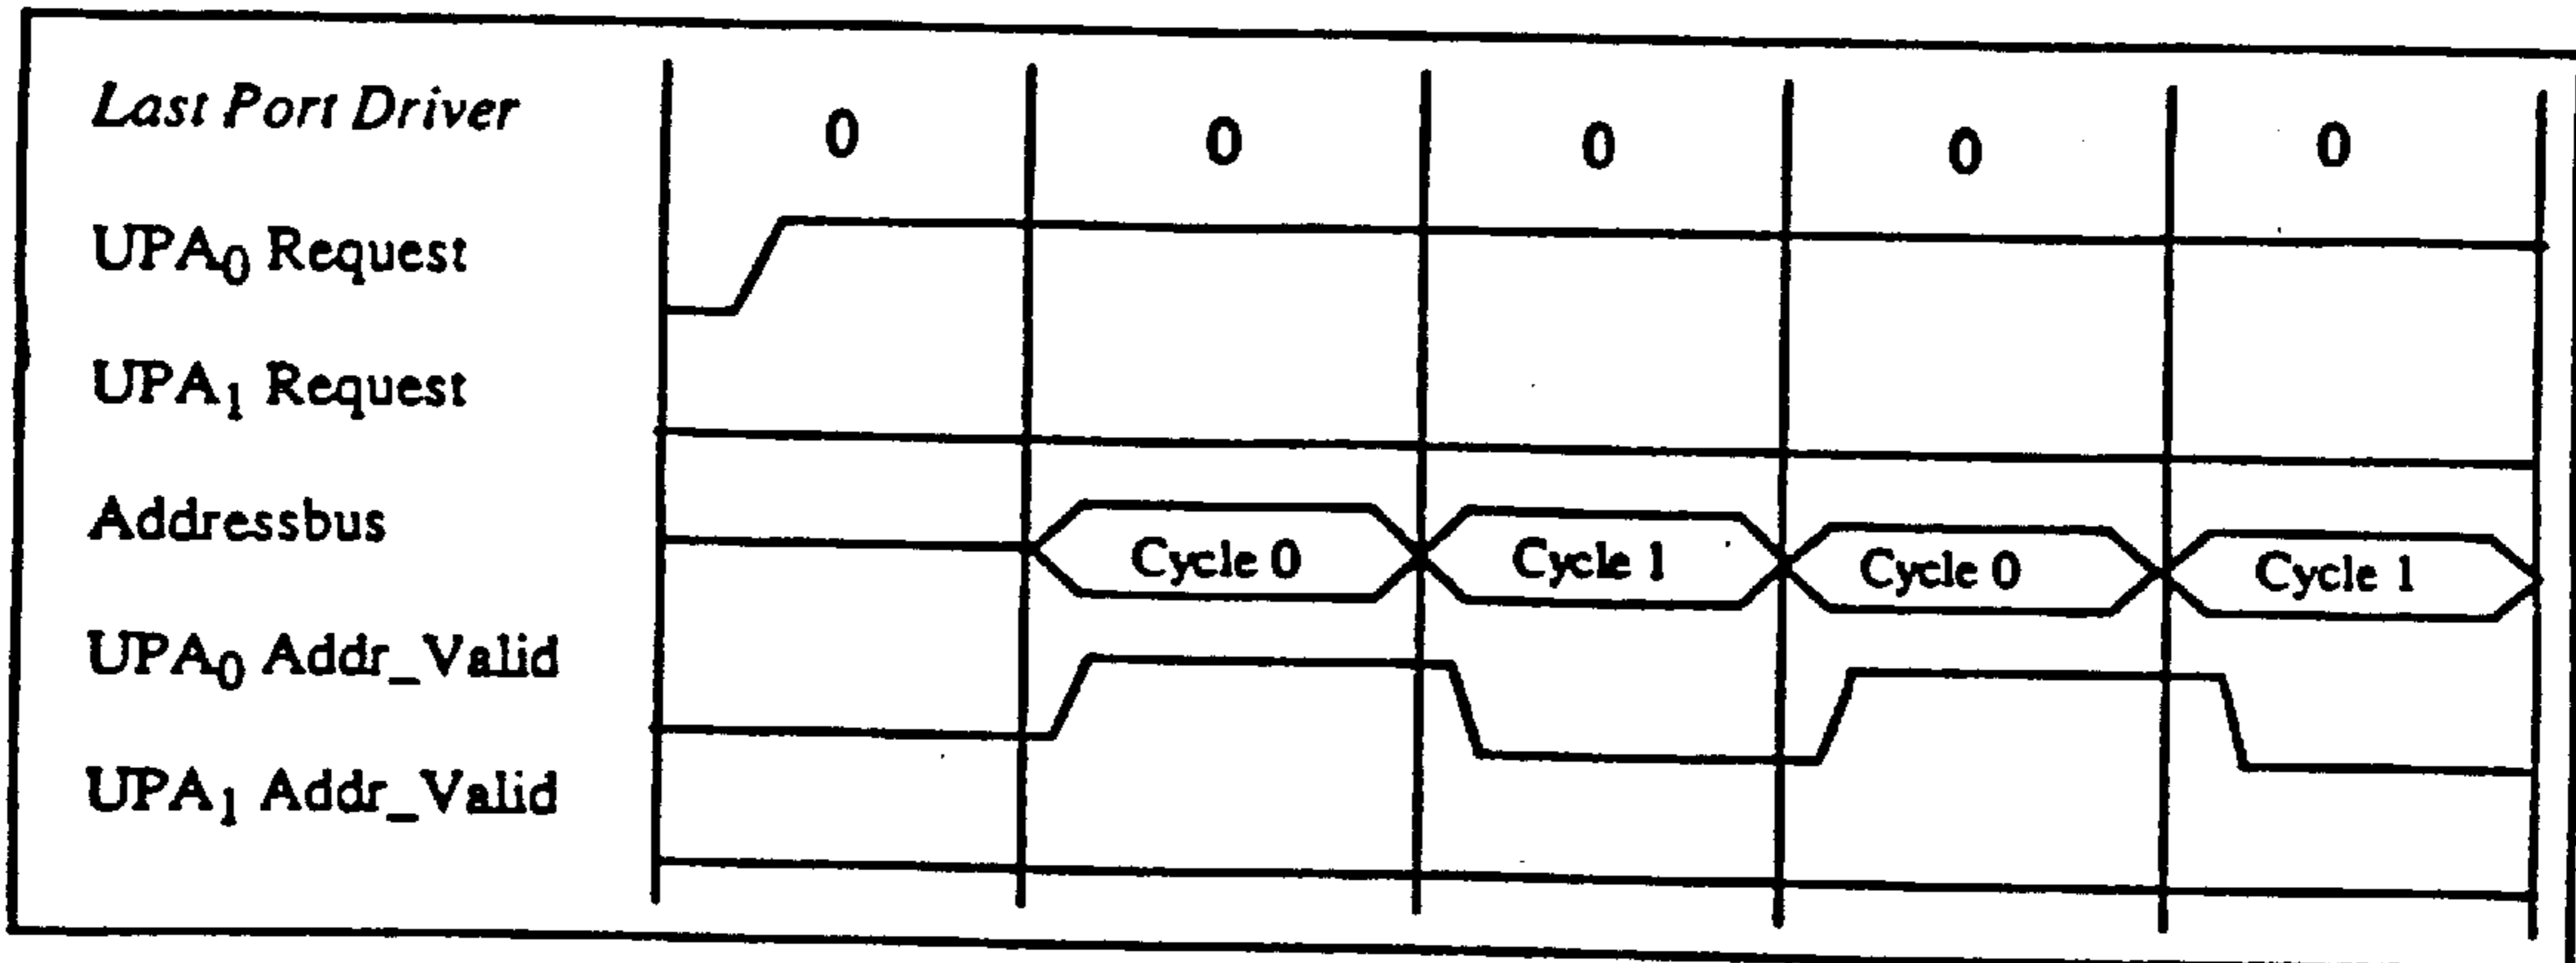 Last Port Driver 0 0 0 0 0
UPA0 Request
UPA1 Request
Addressbus Cycle 0 Cycle 1 Cycle 0 Cycle 1
UPA0 Addr_Valid
UPA1 Addr_Valid